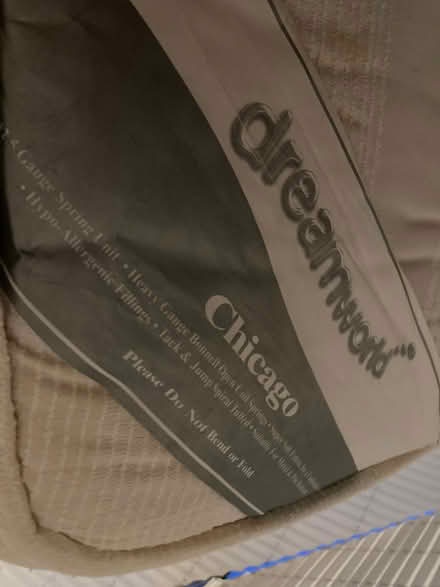 dreamworld...
Chicago
Gauge Spring Unit • Heavy Gauge Bonnell Open Coil Springs •
• Hypo-Allergenic Fillings • Tack & Jump Spiral Tufted •
Please Do Not Bend or Fold